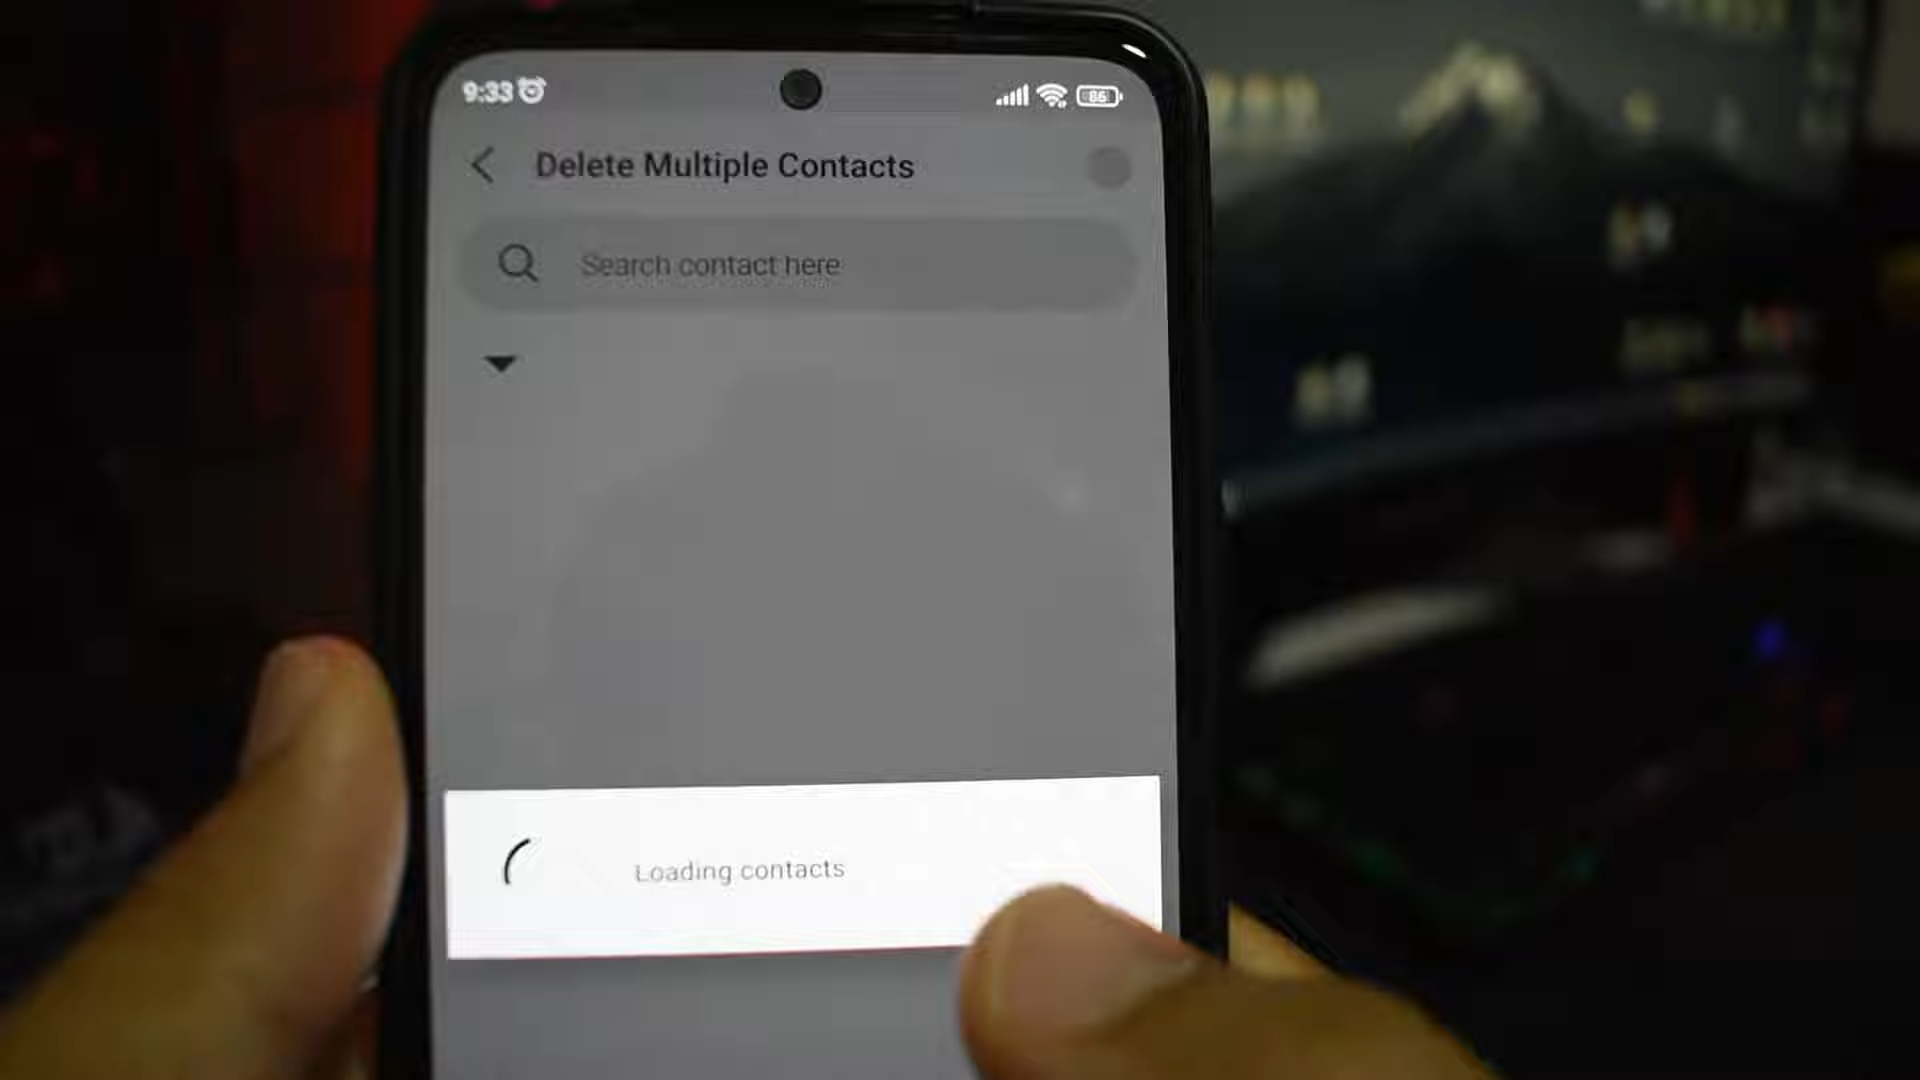 9:33
86
Delete Multiple Contacts
Search contact here
Loading contacts